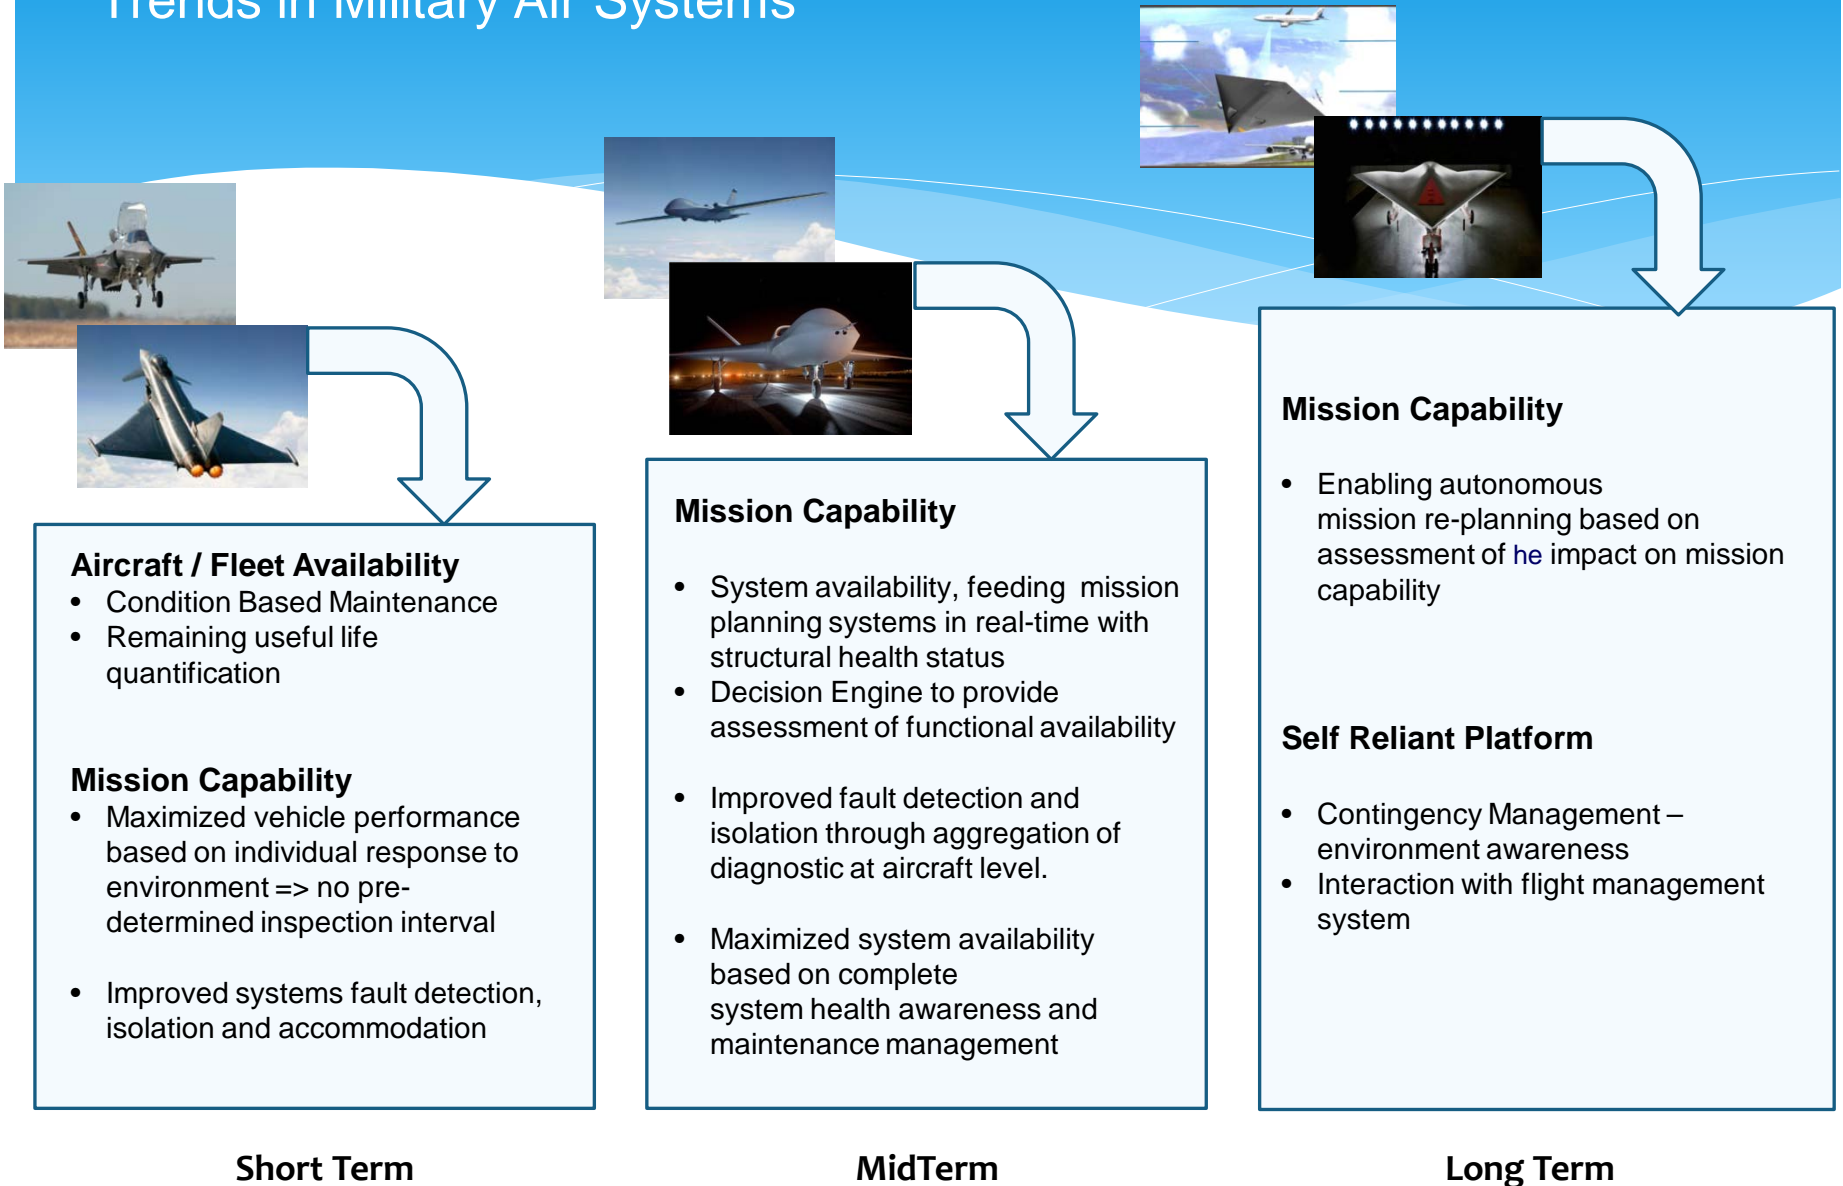 Trends in Military Air Systems
Aircraft / Fleet Availability
• Condition Based Maintenance
• Remaining useful life
quantification
Mission Capability
• Maximized vehicle performance
based on individual response to
environment => no pre-
determined inspection interval
• Improved systems fault detection,
isolation and accommodation
Short Term
Mission Capability
• System availability, feeding mission
planning systems in real-time with
structural health status
• Decision Engine to provide
assessment of functional availability
• Improved fault detection and
isolation through aggregation of
diagnostic at aircraft level.
• Maximized system availability
based on complete
system health awareness and
maintenance management
MidTerm
Mission Capability
• Enabling autonomous
mission re-planning based on
assessment of he impact on mission
capability
Self Reliant Platform
• Contingency Management –
environment awareness
• Interaction with flight management
system
Long Term